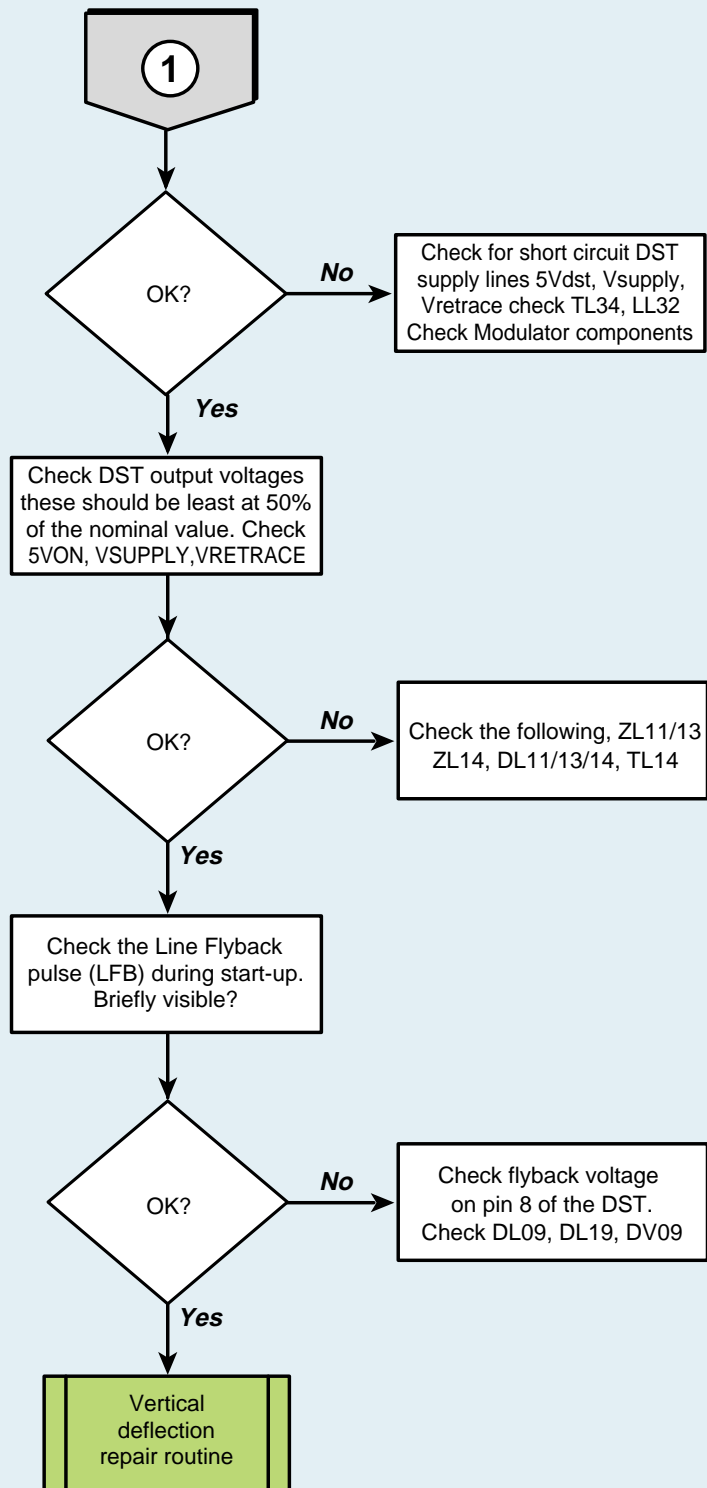 1
OK?
No
Check for short circuit DST
supply lines 5Vdst, Vsupply,
Vretrace check TL34, LL32
Check Modulator components
Yes
Check DST output voltages
these should be least at 50%
of the nominal value. Check
5VON, VSUPPLY,VRETRACE
OK?
No
Check the following, ZL11/13
ZL14, DL11/13/14, TL14
Yes
Check the Line Flyback
pulse (LFB) during start-up.
Briefly visible?
OK?
No
Check flyback voltage
on pin 8 of the DST.
Check DL09, DL19, DV09
Yes
Vertical
deflection
repair routine